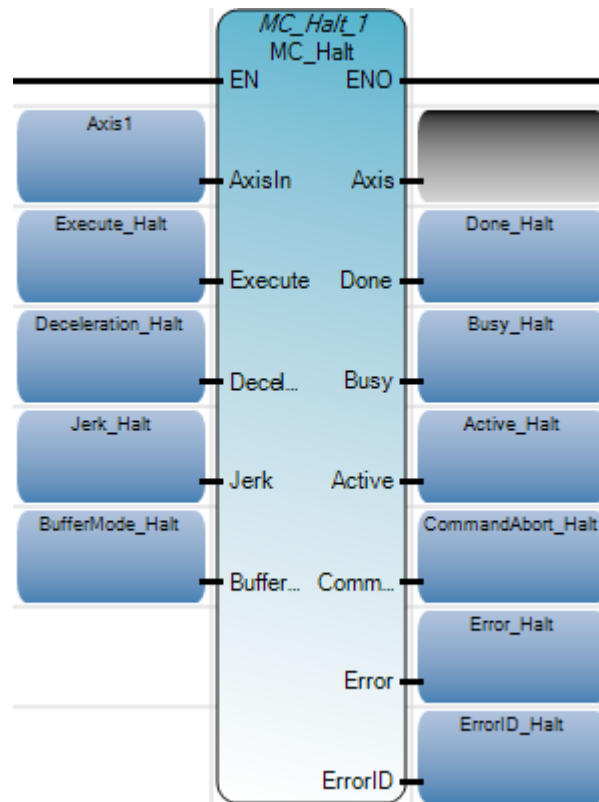 MC_Halt_1
MC_Halt
EN ENO
Axis1
AxisIn Axis
Execute_Halt Done_Halt
Execute Done
Deceleration_Halt Busy_Halt
Decel... Busy
Jerk_Halt Active_Halt
Jerk Active
BufferMode_Halt CommandAbort_Halt
Buffer... Comm...
Error_Halt
Error
ErrorID_Halt
ErrorID